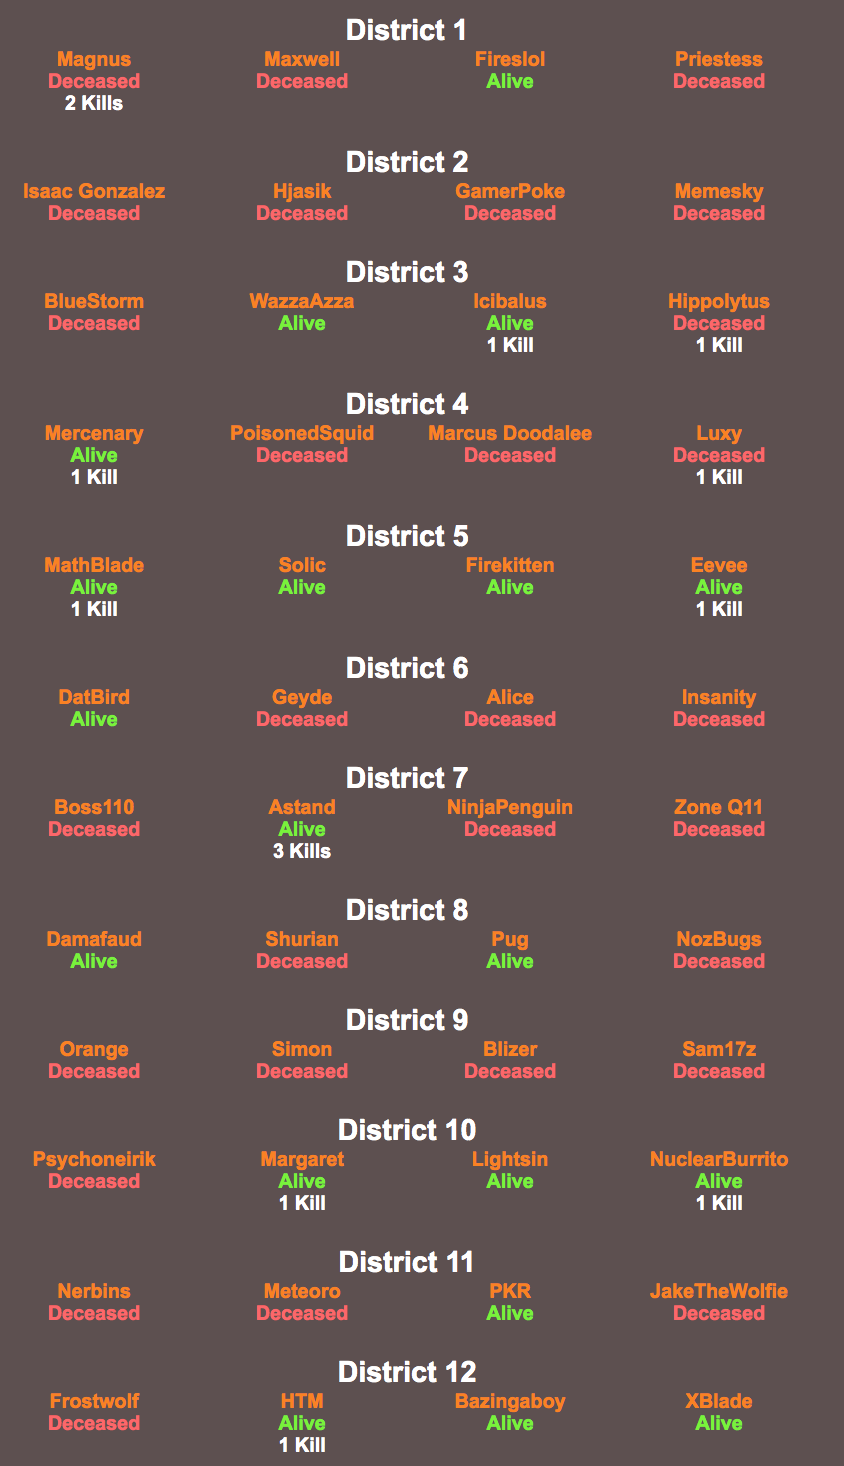 District 1
Magnus Maxwell Fireslol Priestess
Deceased Deceased Alive Deceased
2 Kills
District 2
Isaac Gonzalez Hjasik GamerPoke Memesky
Deceased Deceased Deceased Deceased
District 3
BlueStorm WazzaAzza Icibalus Hippolytus
Deceased Alive Alive Deceased
1 Kill 1 Kill
District 4
Mercenary PoisonedSquid Marcus Doodalee Luxy
Alive Deceased Deceased Deceased
1 Kill 1 Kill
District 5
MathBlade Solic Firekitten Eevee
Alive Alive Alive Alive
1 Kill 1 Kill
District 6
DatBird Geyde Alice Insanity
Alive Deceased Deceased Deceased
District 7
Boss110 Astand NinjaPenguin Zone Q11
Deceased Alive Deceased Deceased
3 Kills
District 8
Damafaud Shurian Pug NozBugs
Alive Deceased Alive Deceased
District 9
Orange Simon Blizer Sam17z
Deceased Deceased Deceased Deceased
District 10
Psychoneirik Margaret Lightsin NuclearBurrito
Deceased Alive Alive Alive
1 Kill 1 Kill
District 11
Nerbins Meteoro PKR JakeTheWolfie
Deceased Deceased Alive Deceased
District 12
Frostwolf HTM Bazingaboy XBlade
Deceased Alive Alive Alive
1 Kill